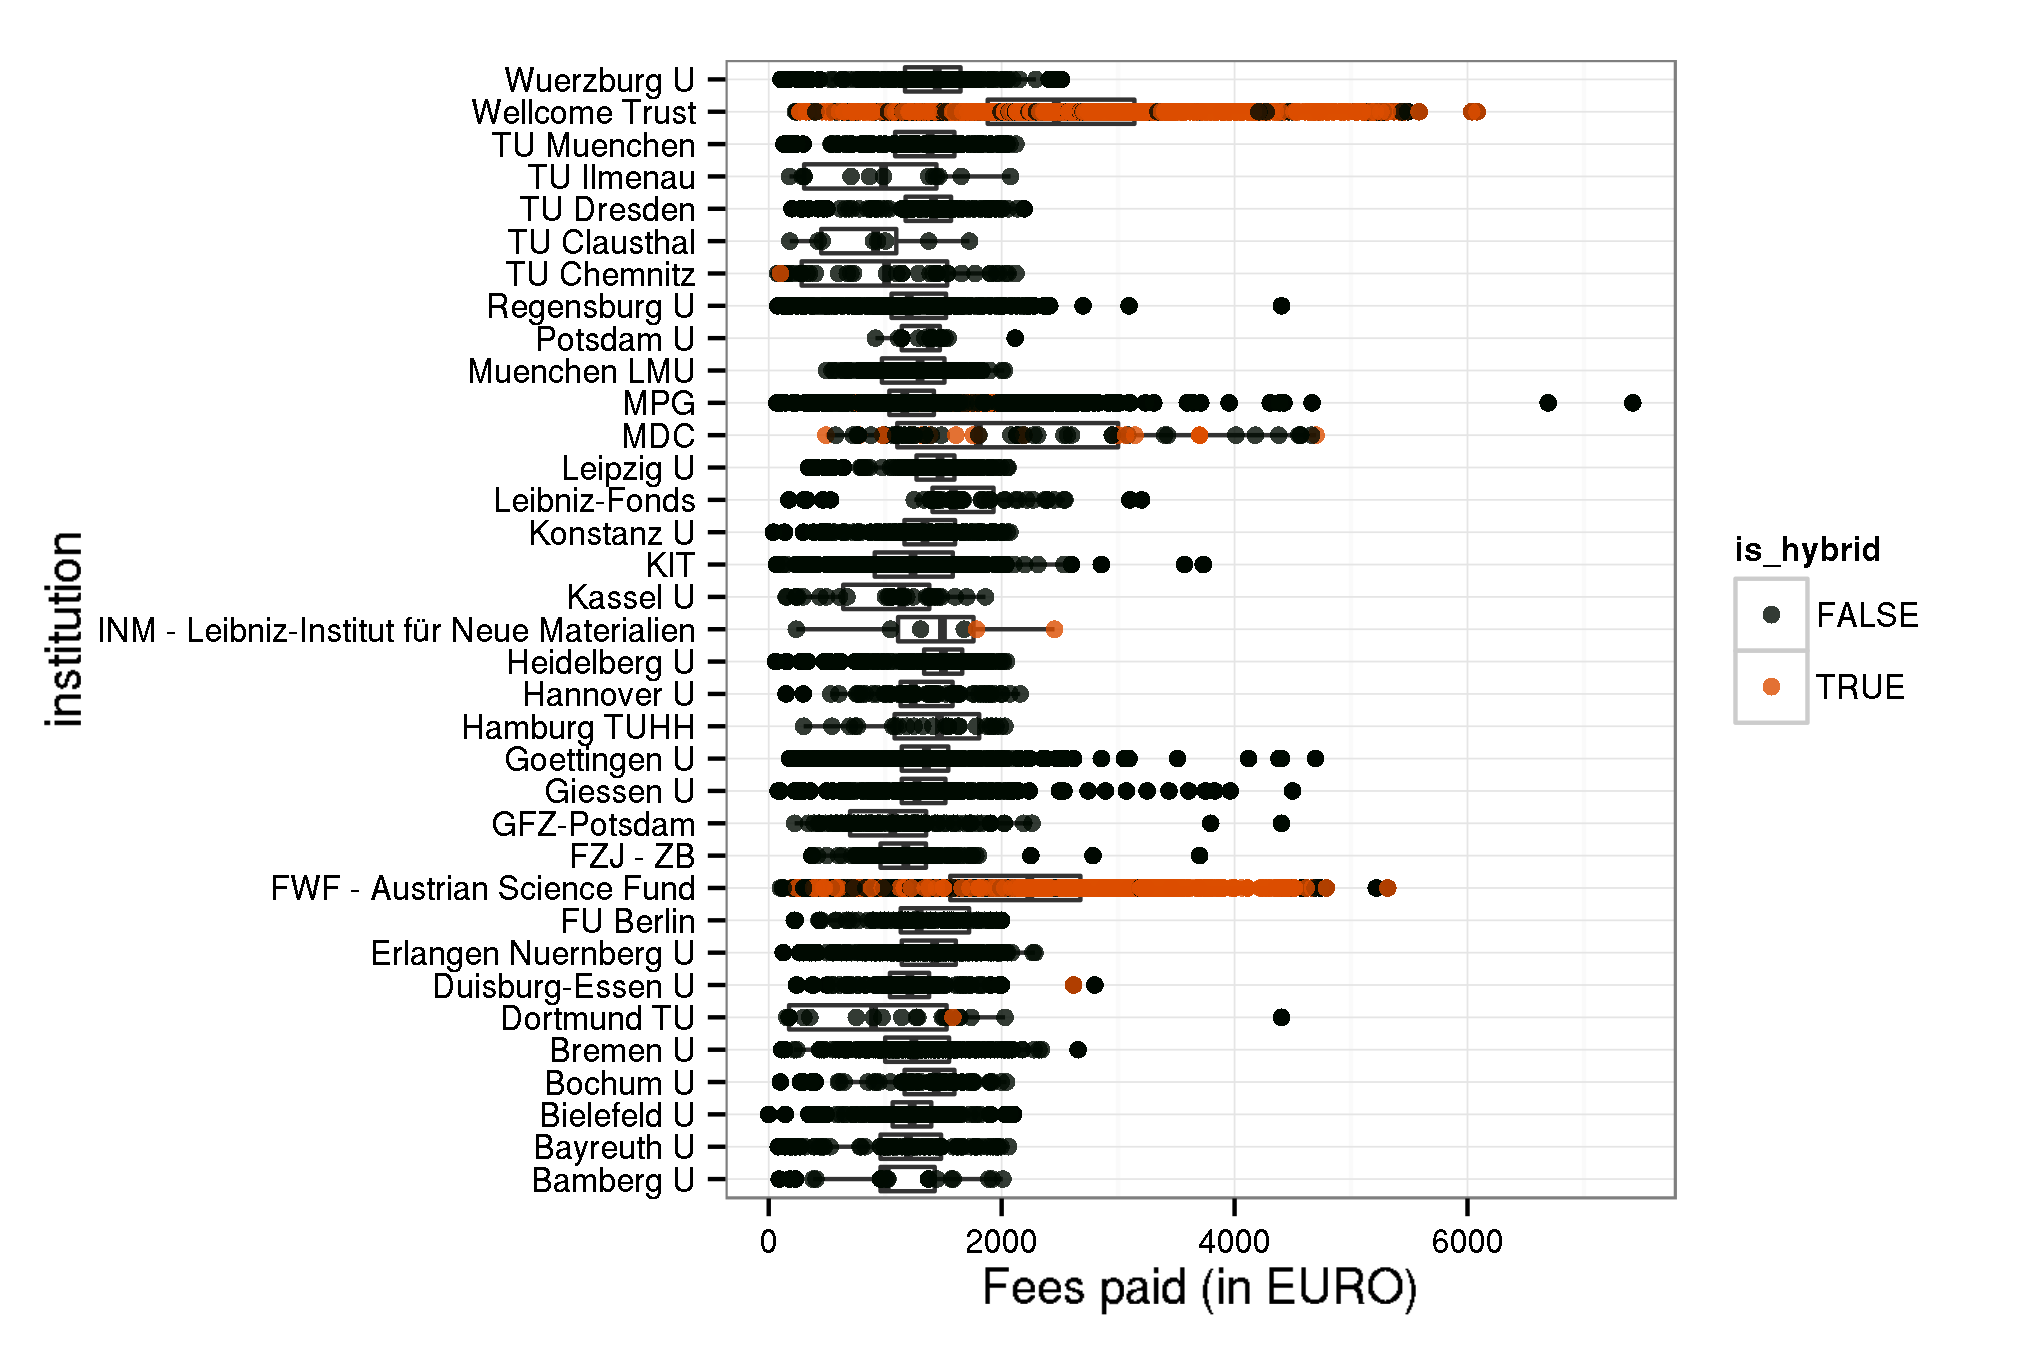 Wuerzburg U
Wellcome Trust
TU Muenchen
TU Ilmenau
TU Dresden
TU Clausthal
TU Chemnitz
Regensburg U
Potsdam U
Muenchen LMU
MPG
MDC
Leipzig U
Leibniz-Fonds
Konstanz U
KIT
Kassel U
INM - Leibniz-Institut für Neue Materialien
Heidelberg U
Hannover U
Hamburg TUHH
Goettingen U
Giessen U
GFZ-Potsdam
FZJ - ZB
FWF - Austrian Science Fund
FU Berlin
Erlangen Nuernberg U
Duisburg-Essen U
Dortmund TU
Bremen U
Bochum U
Bielefeld U
Bayreuth U
Bamberg U
institution
0 2000 4000 6000
Fees paid (in EURO)
is_hybrid
FALSE
TRUE